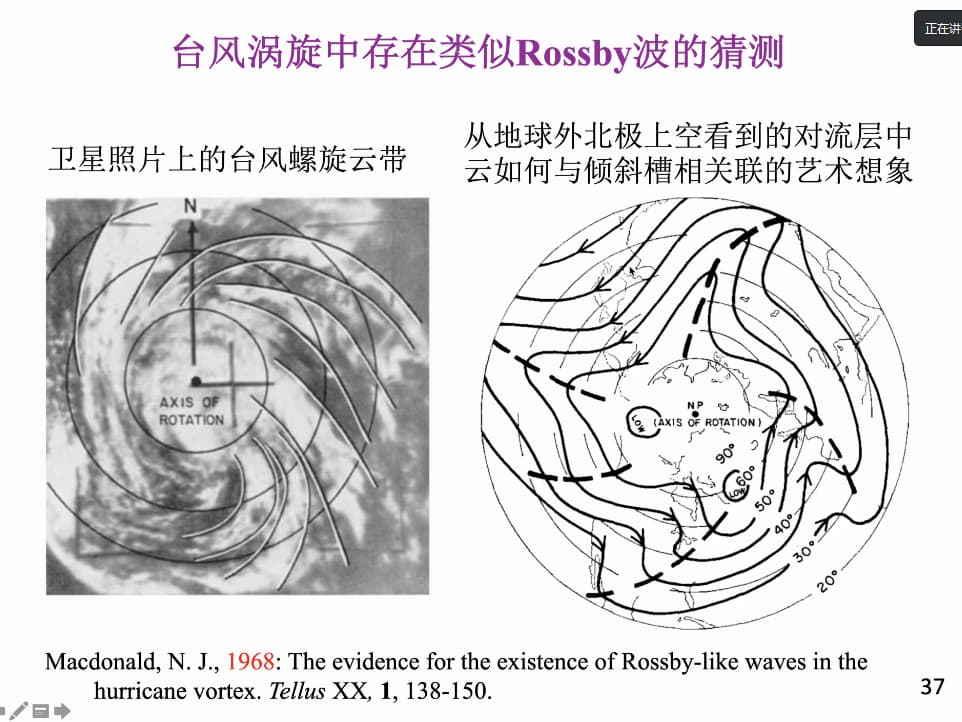 正在讲
台风涡旋中存在类似Rossby波的猜测
卫星照片上的台风螺旋云带
从地球外北极上空看到的对流层中
云如何与倾斜槽相关联的艺术想象
N
AXIS OF
ROTATION
NP
(AXIS OF ROTATION)
LOW
LOW
90°
60°
50°
40°
30°
20°
Macdonald, N. J., 1968: The evidence for the existence of Rossby-like waves in the
hurricane vortex. Tellus XX, 1, 138-150.
37